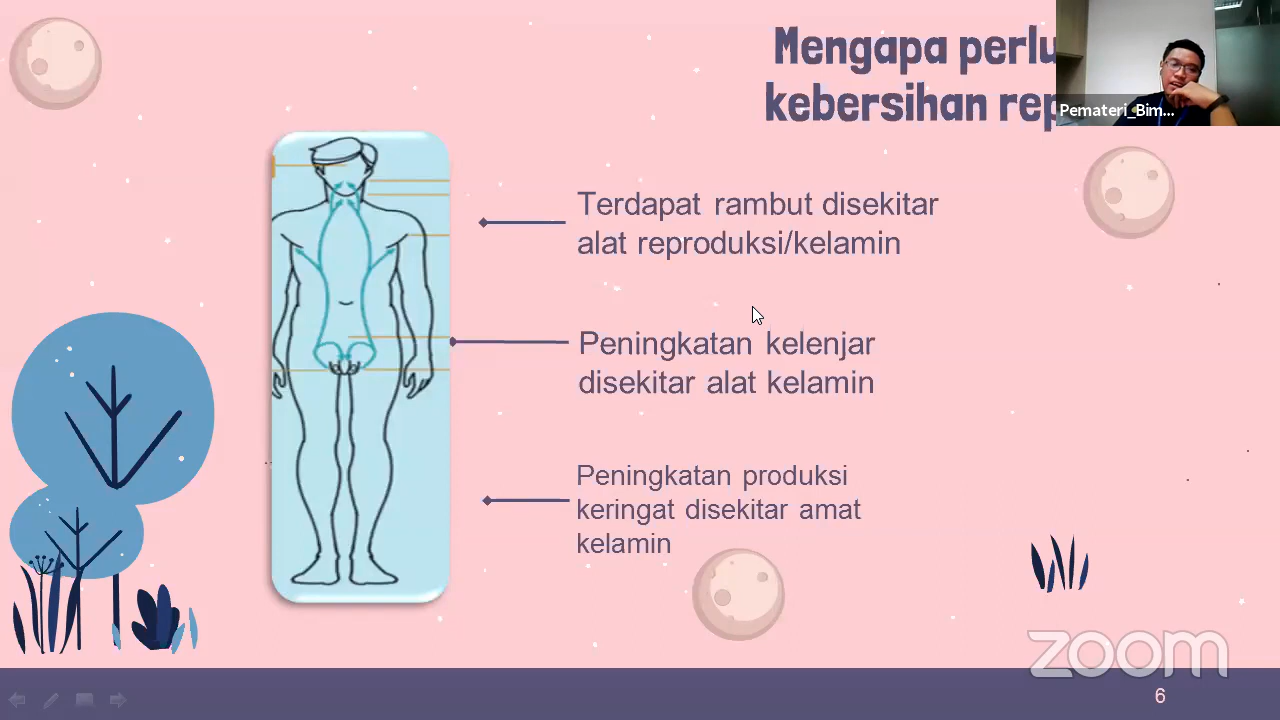 Mengapa perlu
kebersihan rep
Pemateri_Bim...
Terdapat rambut disekitar
alat reproduksi/kelamin
Peningkatan kelenjar
disekitar alat kelamin
Peningkatan produksi
keringat disekitar amat
kelamin
zoom
6